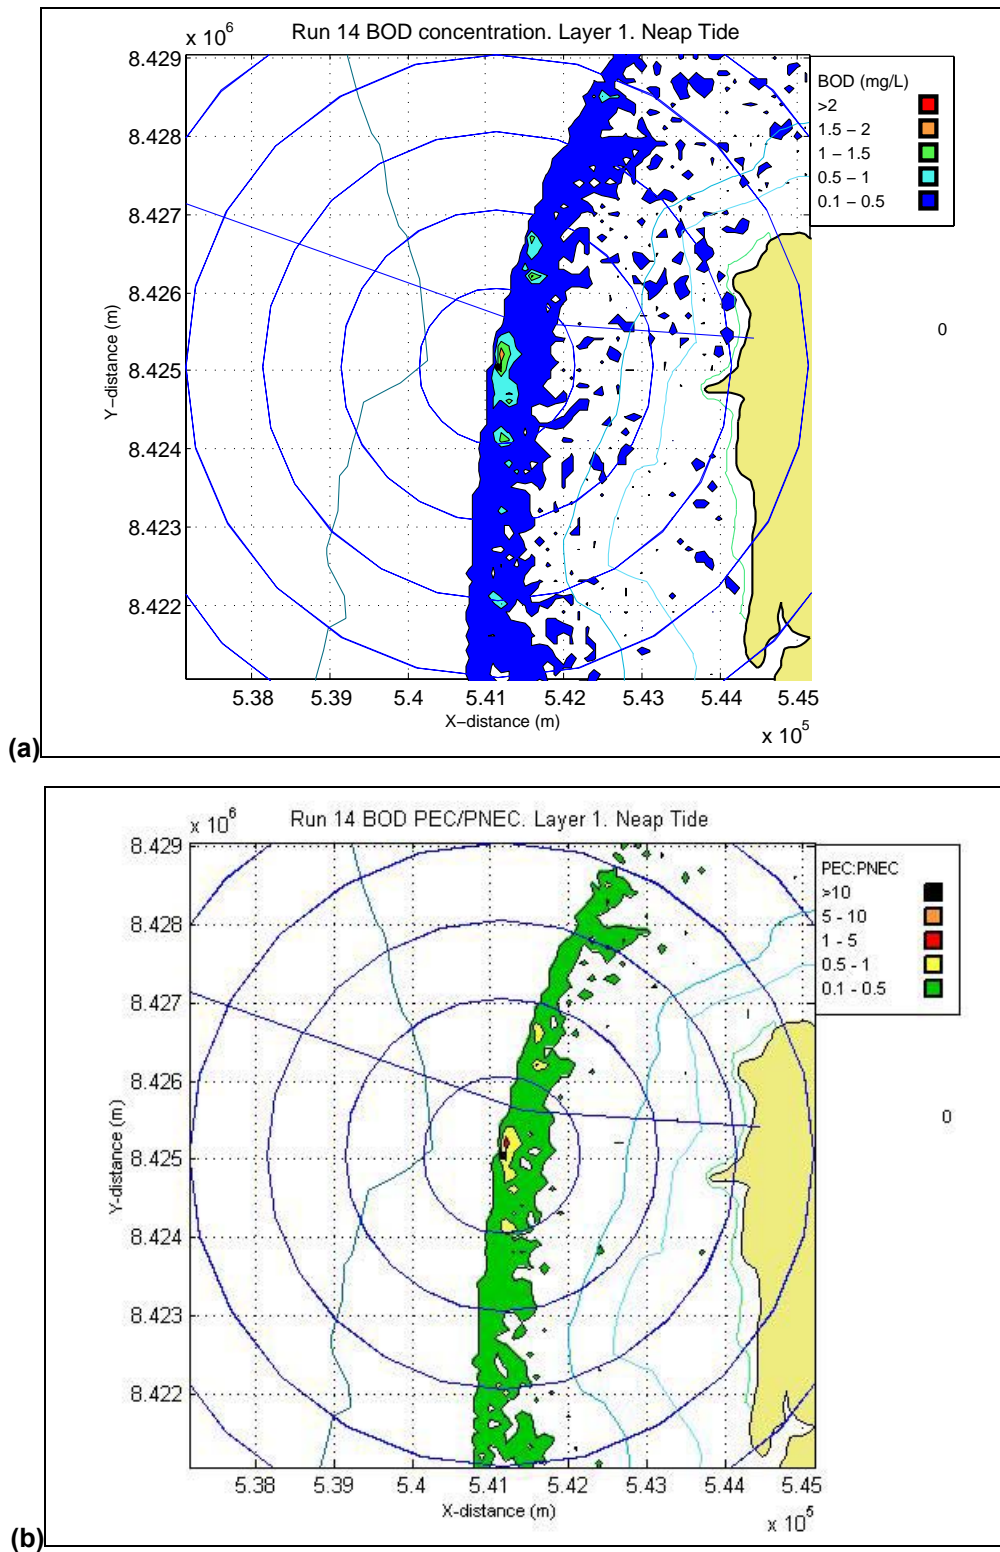 Run 14 BOD concentration. Layer 1. Neap Tide
x 10^6
8.429
8.428
8.427
8.426
8.425
8.424
8.423
8.422
Y−distance (m)
5.38 5.39 5.4 5.41 5.42 5.43 5.44 5.45
X−distance (m)
x 10^5
BOD (mg/L)
>2
1.5 − 2
1 − 1.5
0.5 − 1
0.1 − 0.5
0
(a)
Run 14 BOD PEC/PNEC. Layer 1. Neap Tide
x 10^6
8.429
8.428
8.427
8.426
8.425
8.424
8.423
8.422
Y-distance (m)
5.38 5.39 5.4 5.41 5.42 5.43 5.44 5.45
X-distance (m)
x 10^5
PEC:PNEC
>10
5 - 10
1 - 5
0.5 - 1
0.1 - 0.5
0
(b)